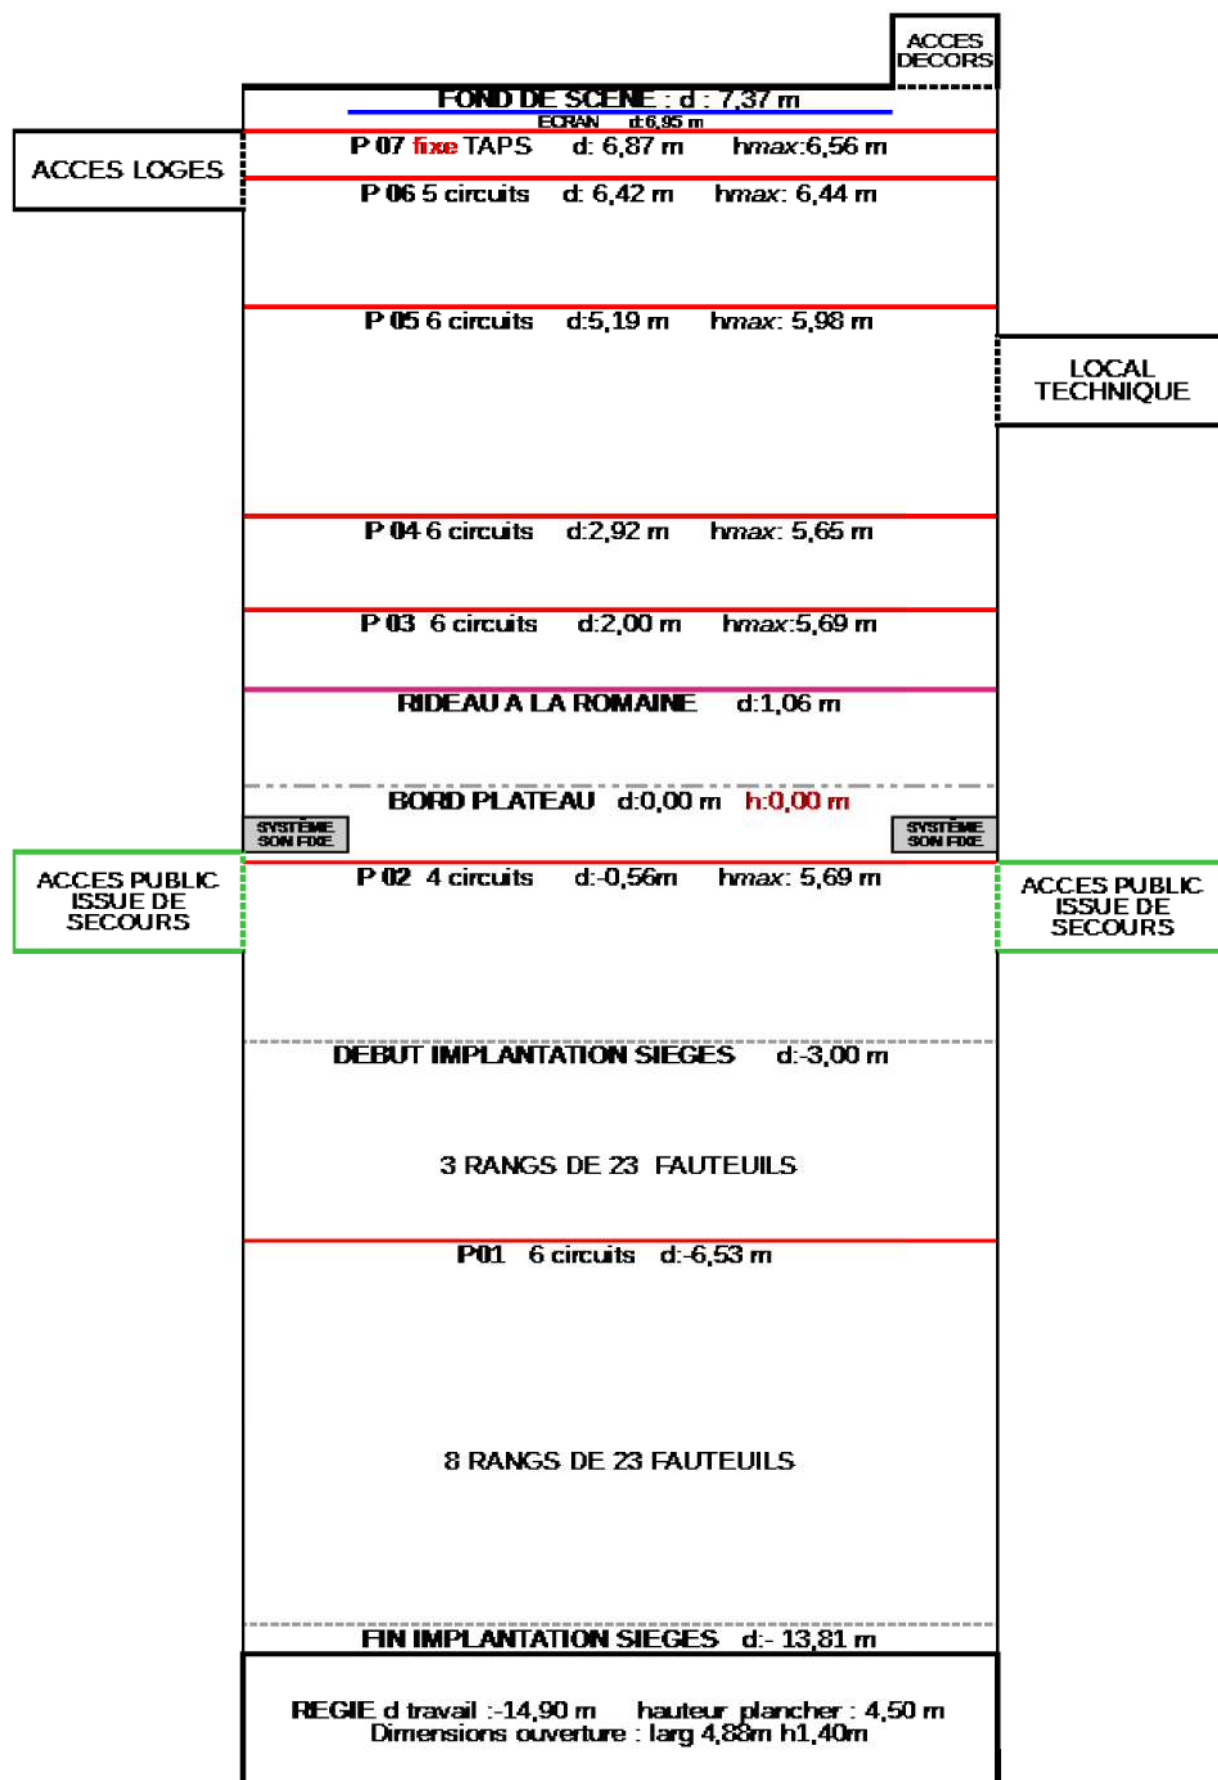 ACCES
DECORS
FOND DE SCENE : d : 7,37 m
ECRAN d:6,95 m
P 07 fixe TAPS d: 6,87 m hmax:6,56 m
ACCES LOGES
P 06 5 circuits d: 6,42 m hmax: 6,44 m
P 05 6 circuits d:5,19 m hmax: 5,98 m
LOCAL
TECHNIQUE
P 04 6 circuits d:2,92 m hmax: 5,65 m
P 03 6 circuits d:2,00 m hmax:5,69 m
RIDEAU A LA ROMAINE d:1,06 m
BORD PLATEAU d:0,00 m h:0,00 m
SYSTÈME
SON FIXE
SYSTÈME
SON FIXE
P 02 4 circuits d:-0,56m hmax: 5,69 m
ACCES PUBLIC
ISSUE DE
SECOURS
ACCES PUBLIC
ISSUE DE
SECOURS
DEBUT IMPLANTATION SIEGES d:-3,00 m
3 RANGS DE 23 FAUTEUILS
P01 6 circuits d:-6,53 m
8 RANGS DE 23 FAUTEUILS
FIN IMPLANTATION SIEGES d:- 13,81 m
REGIE d travail :-14,90 m hauteur plancher : 4,50 m
Dimensions ouverture : larg 4,88m h1,40m